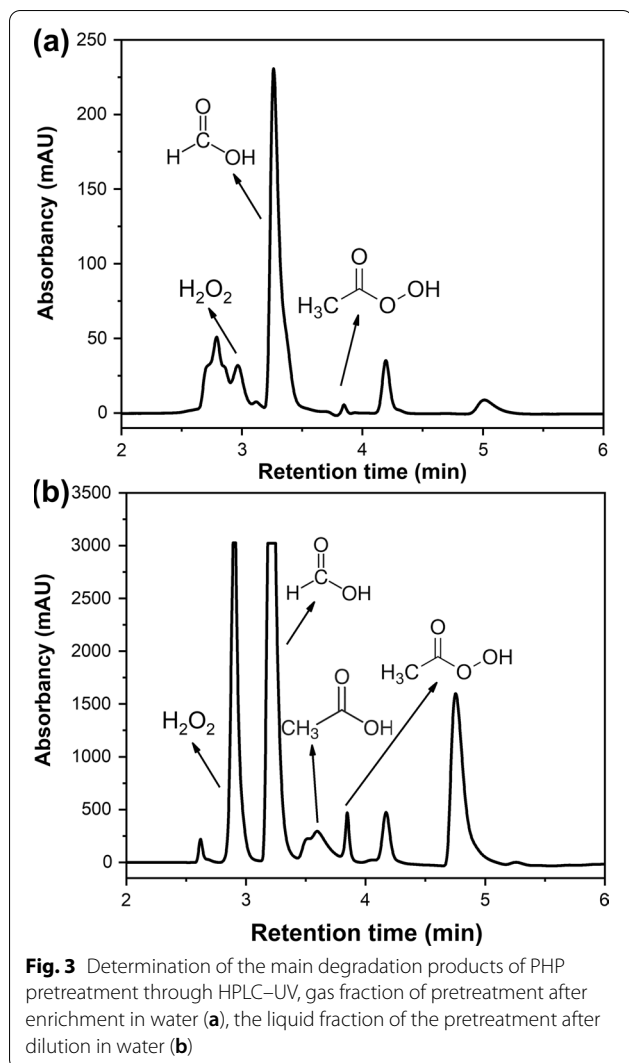 (a)
250
200
150
100
50
0
Absorbancy (mAU)
O
H C OH
H2O2
O
H3C O OH
2 3 4 5 6
Retention time (min)
(b)
3500
3000
2500
2000
1500
1000
500
0
Absorbancy (mAU)
O
H C OH
O
H3C O OH
O
CH3 OH
H2O2
2 3 4 5 6
Retention time (min)
Fig. 3 Determination of the main degradation products of PHP
pretreatment through HPLC–UV, gas fraction of pretreatment after
enrichment in water (a), the liquid fraction of the pretreatment after
dilution in water (b)